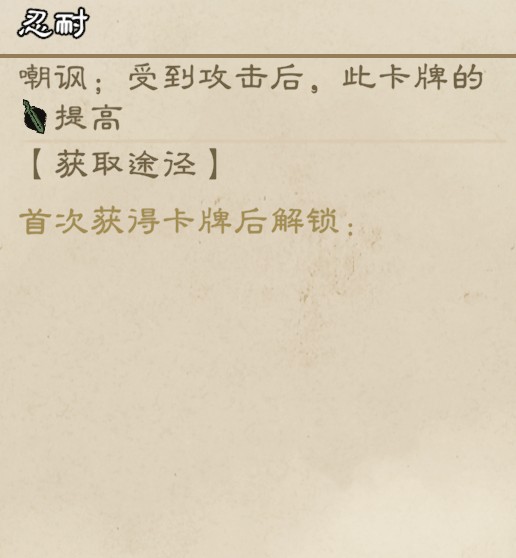 忍耐
嘲讽；受到攻击后，此卡牌的
提高
【获取途径】
首次获得卡牌后解锁：